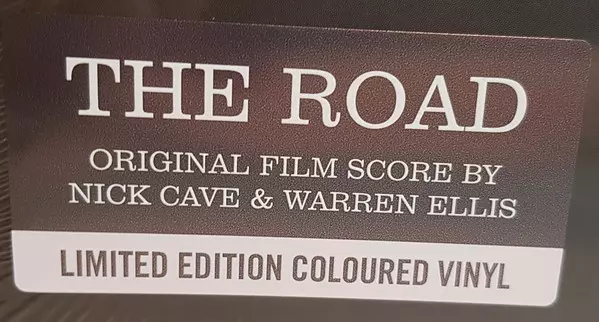 THE ROAD
ORIGINAL FILM SCORE BY
NICK CAVE & WARREN ELLIS
LIMITED EDITION COLOURED VINYL